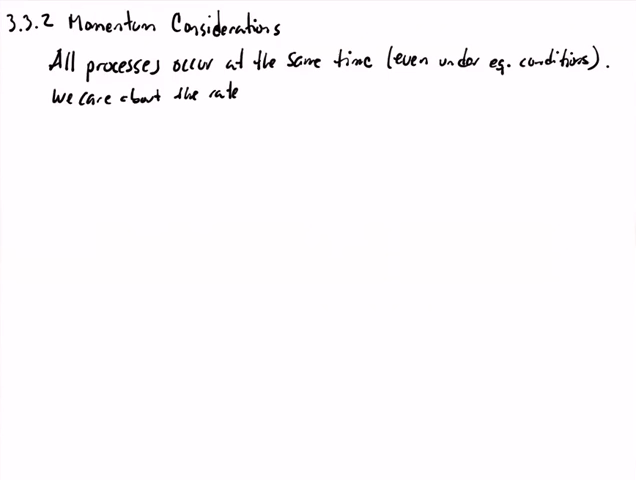 3.3.2 Momentum Considerations
All processes occur at the same time (even under eq. conditions).
We care about the rate